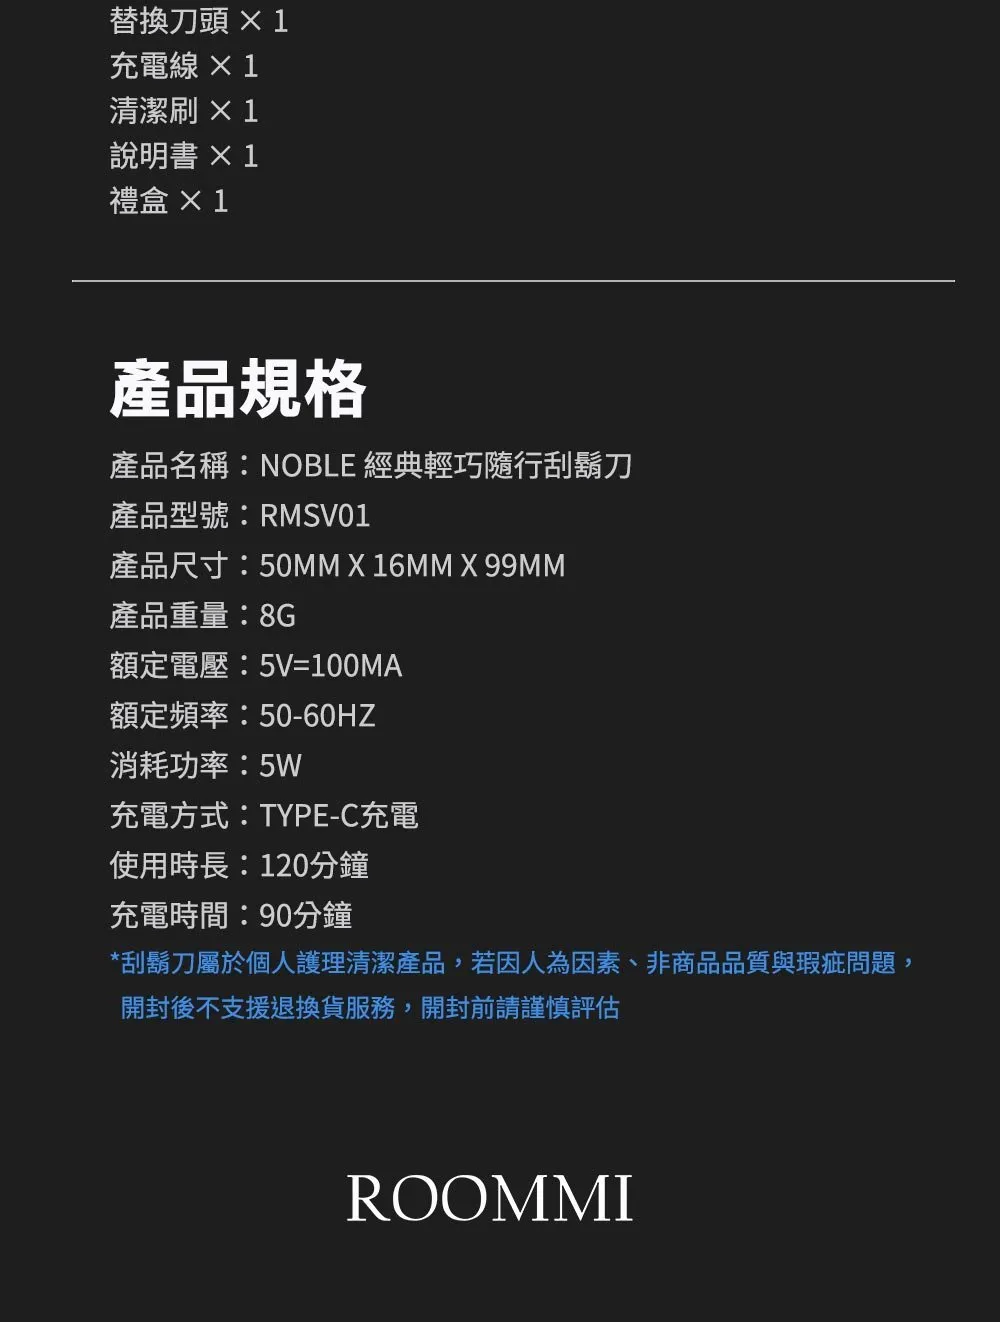 替換刀頭 × 1
充電線 × 1
清潔刷 × 1
說明書 × 1
禮盒 × 1
產品規格
產品名稱：NOBLE 經典輕巧隨行刮鬍刀
產品型號：RMSV01
產品尺寸：50MM X 16MM X 99MM
產品重量：8G
額定電壓：5V=100MA
額定頻率：50-60HZ
消耗功率：5W
充電方式：TYPE-C充電
使用時長：120分鐘
充電時間：90分鐘
*刮鬍刀屬於個人護理清潔產品，若因人為因素、非商品品質與瑕疵問題，
開封後不支援退換貨服務，開封前請謹慎評估
ROOMMI